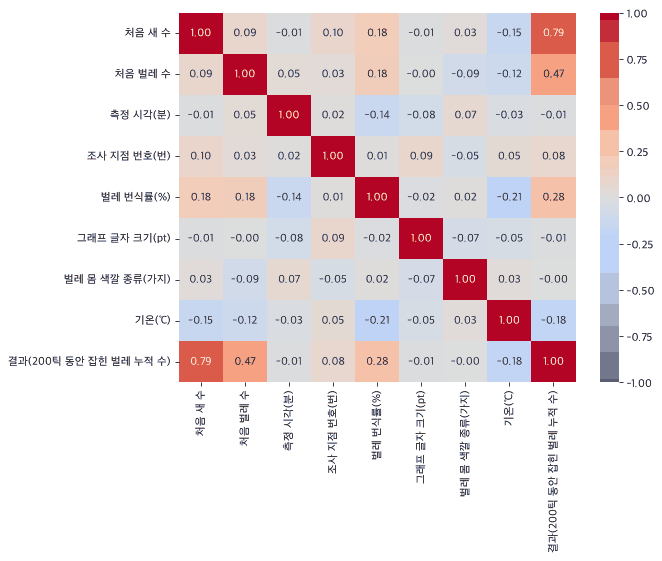 처음 새 수 1.00 0.09 -0.01 0.10 0.18 -0.01 0.03 -0.15 0.79
처음 벌레 수 0.09 1.00 0.05 0.03 0.18 -0.00 -0.09 -0.12 0.47
측정 시각(분) -0.01 0.05 1.00 0.02 -0.14 -0.08 0.07 -0.03 -0.01
조사 지점 번호(번) 0.10 0.03 0.02 1.00 0.01 0.09 -0.05 0.05 0.08
벌레 번식률(%) 0.18 0.18 -0.14 0.01 1.00 -0.02 0.02 -0.21 0.28
그래프 글자 크기(pt) -0.01 -0.00 -0.08 0.09 -0.02 1.00 -0.07 -0.05 -0.01
벌레 몸 색깔 종류(가지) 0.03 -0.09 0.07 -0.05 0.02 -0.07 1.00 0.03 -0.00
기온(℃) -0.15 -0.12 -0.03 0.05 -0.21 -0.05 0.03 1.00 -0.18
결과(200틱 동안 잡힌 벌레 누적 수) 0.79 0.47 -0.01 0.08 0.28 -0.01 -0.00 -0.18 1.00
처음 새 수
처음 벌레 수
측정 시각(분)
조사 지점 번호(번)
벌레 번식률(%)
그래프 글자 크기(pt)
벌레 몸 색깔 종류(가지)
기온(℃)
결과(200틱 동안 잡힌 벌레 누적 수)
1.00
0.75
0.50
0.25
0.00
-0.25
-0.50
-0.75
-1.00